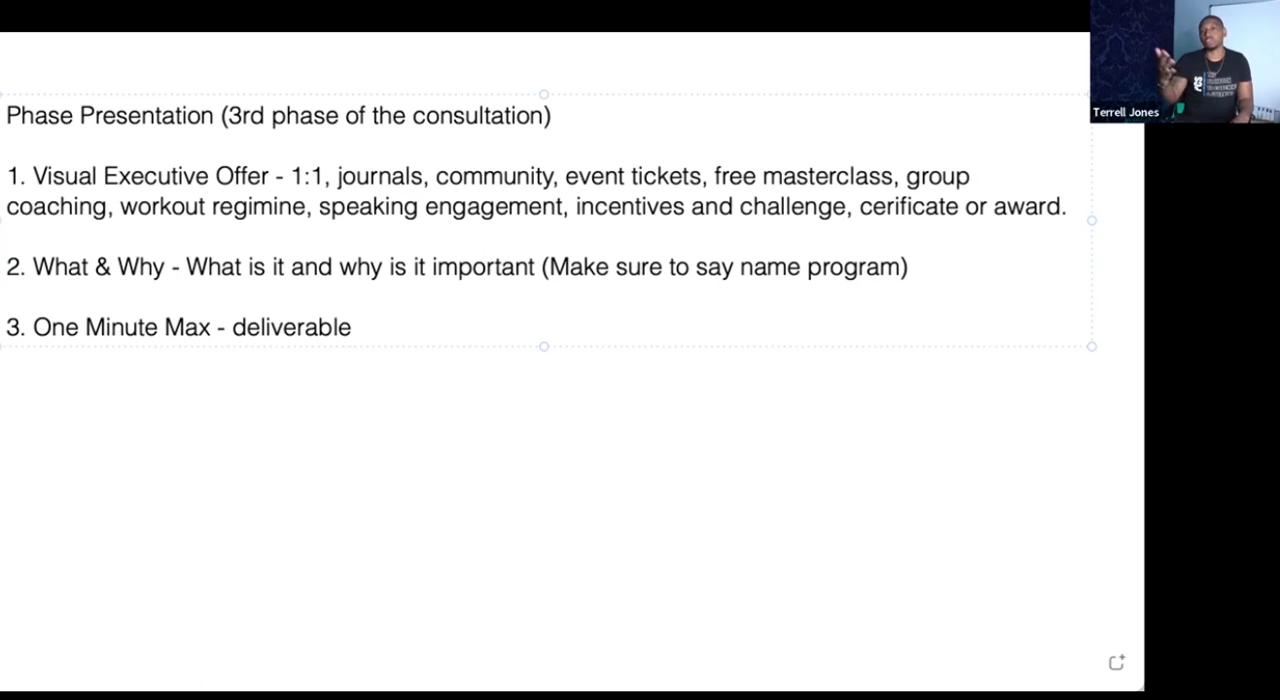 Phase Presentation (3rd phase of the consultation)
1. Visual Executive Offer - 1:1, journals, community, event tickets, free masterclass, group
coaching, workout regimine, speaking engagement, incentives and challenge, cerificate or award.
2. What & Why - What is it and why is it important (Make sure to say name program)
3. One Minute Max - deliverable
Terrell Jones